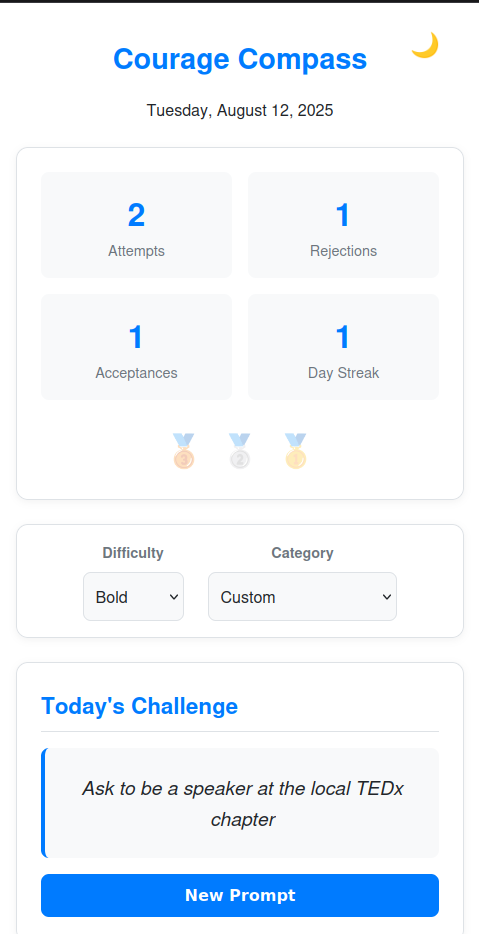 Courage Compass
Tuesday, August 12, 2025
2
Attempts
1
Rejections
1
Acceptances
1
Day Streak
3 2 1
Difficulty
Category
Bold
Custom
Today's Challenge
Ask to be a speaker at the local TEDx
chapter
New Prompt